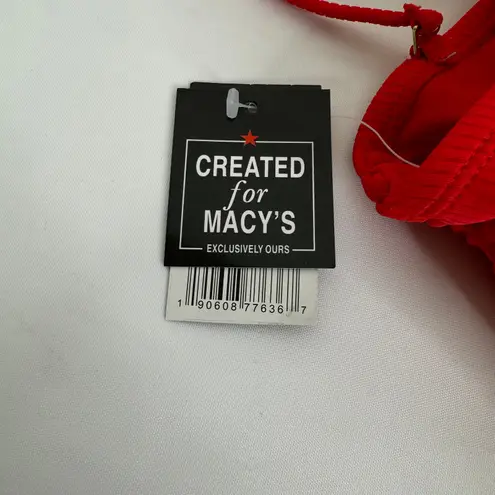 CREATED
for
MACY'S
EXCLUSIVELY OURS
1 90608 77636 7